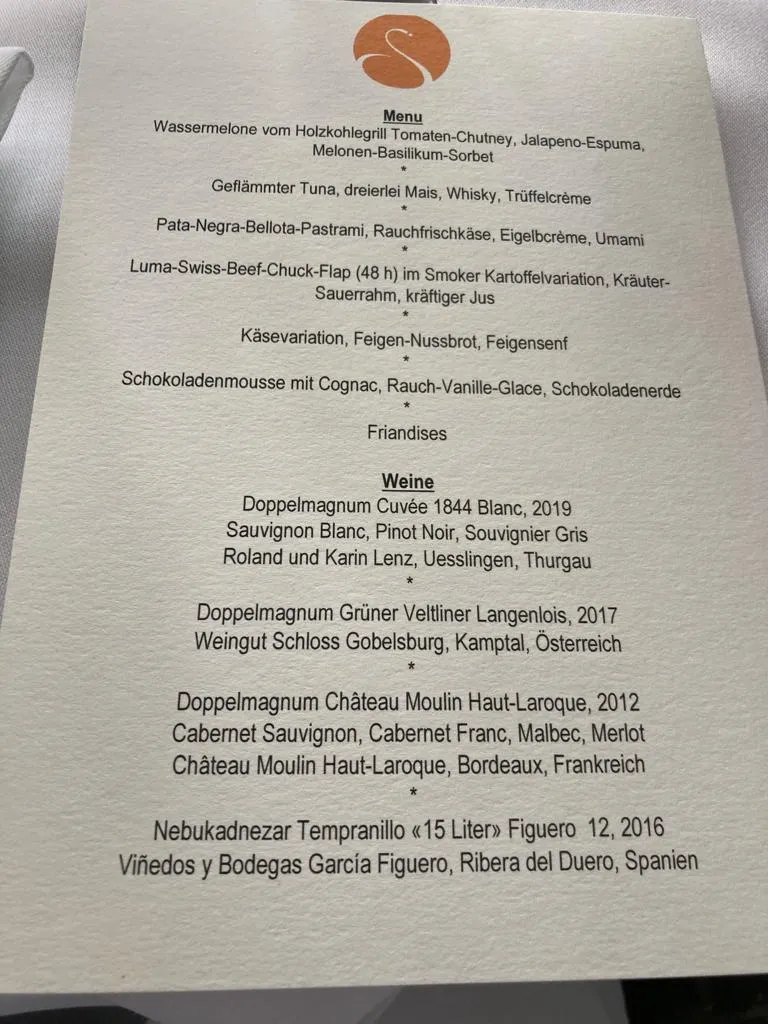 Menu
Wassermelone vom Holzkohlegrill Tomaten-Chutney, Jalapeno-Espuma,
Melonen-Basilikum-Sorbet
*
Geflämmter Tuna, dreierlei Mais, Whisky, Trüffelcrème
*
Pata-Negra-Bellota-Pastrami, Rauchfrischkäse, Eigelbcrème, Umami
*
Luma-Swiss-Beef-Chuck-Flap (48 h) im Smoker Kartoffelvariation, Kräuter-
Sauerrahm, kräftiger Jus
*
Käsevariation, Feigen-Nussbrot, Feigensenf
*
Schokoladenmousse mit Cognac, Rauch-Vanille-Glace, Schokoladenerde
*
Friandises
Weine
Doppelmagnum Cuvée 1844 Blanc, 2019
Sauvignon Blanc, Pinot Noir, Souvignier Gris
Roland und Karin Lenz, Uesslingen, Thurgau
*
Doppelmagnum Grüner Veltliner Langenlois, 2017
Weingut Schloss Gobelsburg, Kamptal, Österreich
*
Doppelmagnum Château Moulin Haut-Laroque, 2012
Cabernet Sauvignon, Cabernet Franc, Malbec, Merlot
Château Moulin Haut-Laroque, Bordeaux, Frankreich
*
Nebukadnezar Tempranillo «15 Liter» Figuero 12, 2016
Viñedos y Bodegas García Figuero, Ribera del Duero, Spanien